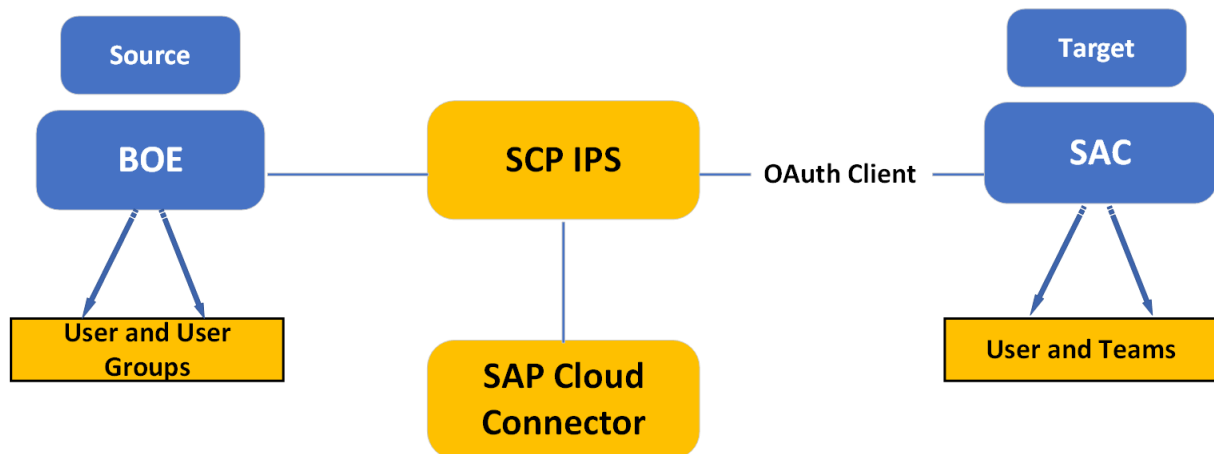 Source
Target
BOE
SCP IPS
SAC
OAuth Client
User and User
Groups
User and Teams
SAP Cloud
Connector